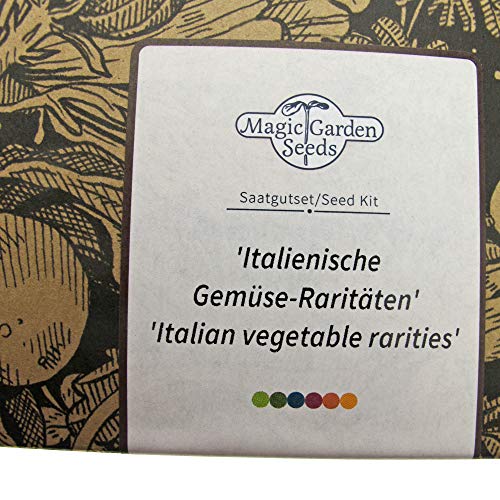 Magic Garden
Seeds
Saatgutset/Seed Kit
'Italienische
Gemüse-Raritäten'
'Italian vegetable rarities'